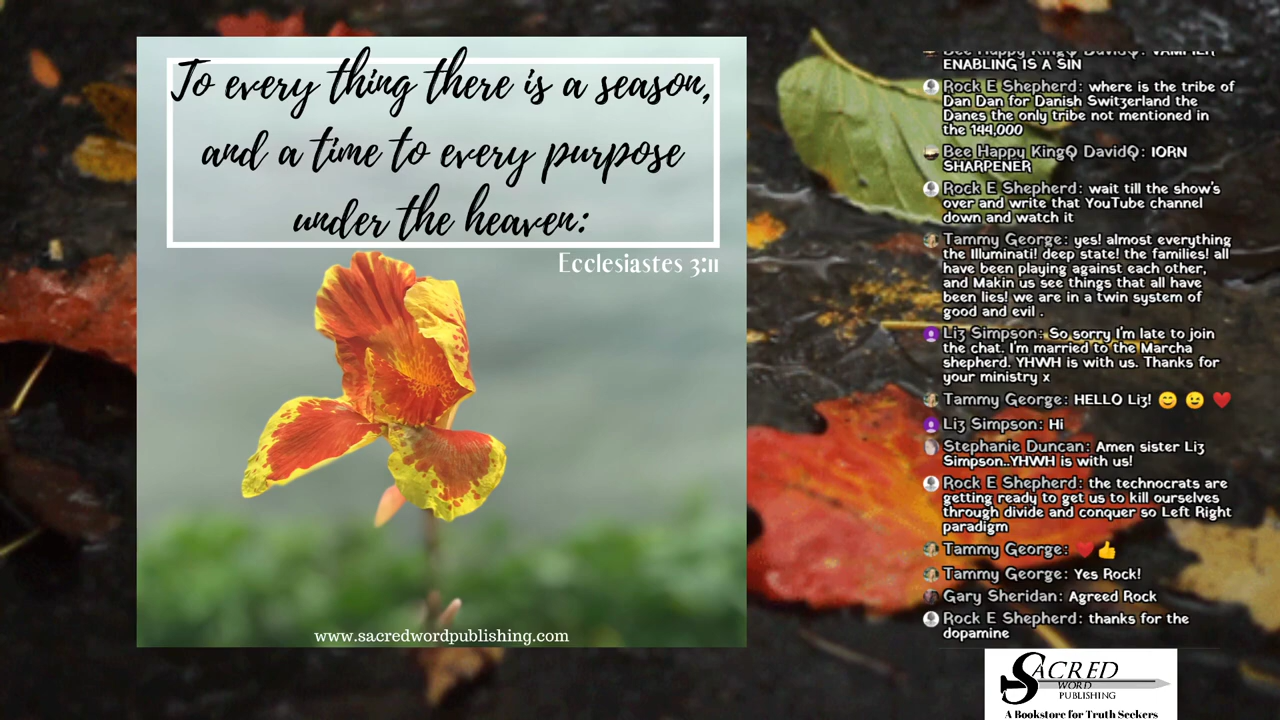 To every thing there is a season,
and a time to every purpose
under the heaven:
Ecclesiastes 3:11
www.sacredwordpublishing.com
Bee Happy KingQ DavidQ: VAMPIER
ENABLING IS A SIN
Rock E Shepherd: where is the tribe of
Dan Dan for Danish Switzerland the
Danes the only tribe not mentioned in
the 144,000
Bee Happy KingQ DavidQ: IORN
SHARPENER
Rock E Shepherd: wait till the show's
over and write that YouTube channel
down and watch it
Tammy George: yes! almost everything
the Illuminati! deep state! the families! all
have been playing against each other,
and Makin us see things that all have
been lies! we are in a twin system of
good and evil .
Liz Simpson: So sorry I'm late to join
the chat. I'm married to the Marcha
shepherd. YHWH is with us. Thanks for
your ministry x
Tammy George: HELLO Liz! 😊 😉 ❤️
Liz Simpson: Hi
Stephanie Duncan: Amen sister Liz
Simpson..YHWH is with us!
Rock E Shepherd: the technocrats are
getting ready to get us to kill ourselves
through divide and conquer so Left Right
paradigm
Tammy George: ❤️👍
Tammy George: Yes Rock!
Gary Sheridan: Agreed Rock
Rock E Shepherd: thanks for the
dopamine
SACRED
WORD
PUBLISHING
A Bookstore for Truth Seekers